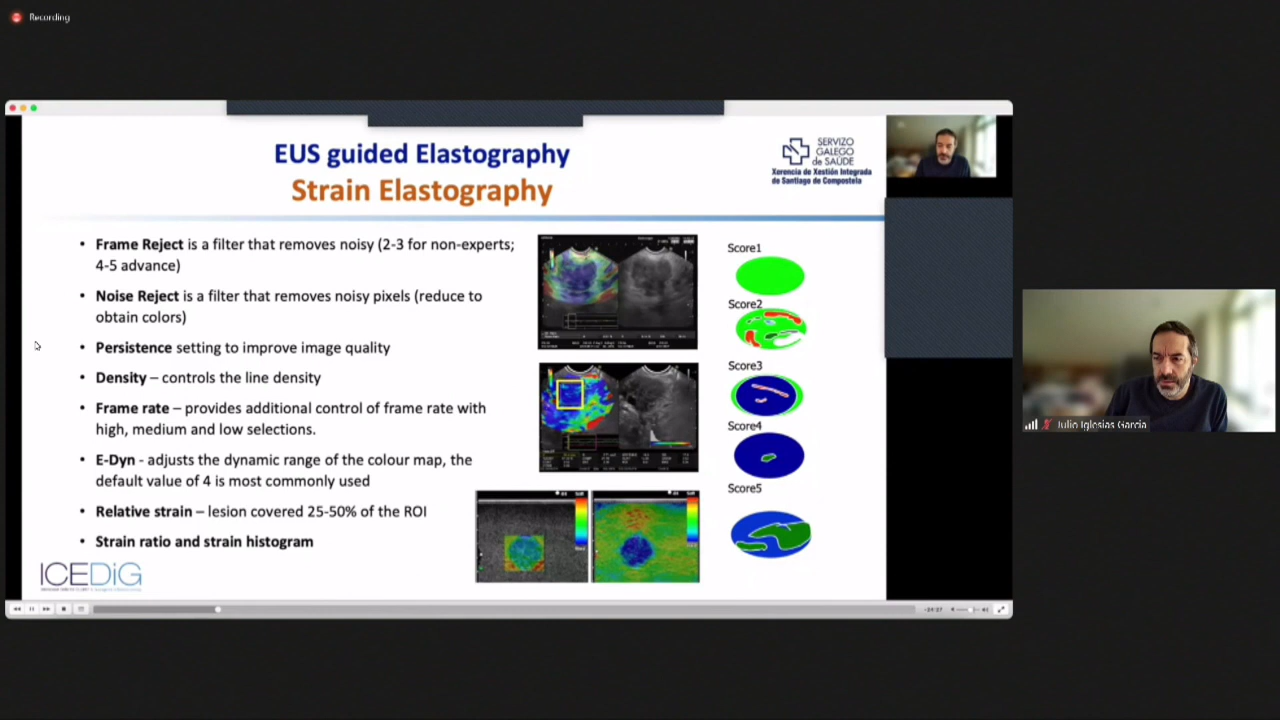 Recording
EUS guided Elastography
Strain Elastography
SERVIZO
GALEGO
de SAÚDE
Xerencia de Xestión Integrada
de Santiago de Compostela
• Frame Reject is a filter that removes noisy (2-3 for non-experts;
4-5 advance)
• Noise Reject is a filter that removes noisy pixels (reduce to
obtain colors)
• Persistence setting to improve image quality
• Density – controls the line density
• Frame rate – provides additional control of frame rate with
high, medium and low selections.
• E-Dyn - adjusts the dynamic range of the colour map, the
default value of 4 is most commonly used
• Relative strain – lesion covered 25-50% of the ROI
• Strain ratio and strain histogram
Score1
Score2
Score3
Score4
Score5
ICEDiG
-24:27
Julio Iglesias Garcia